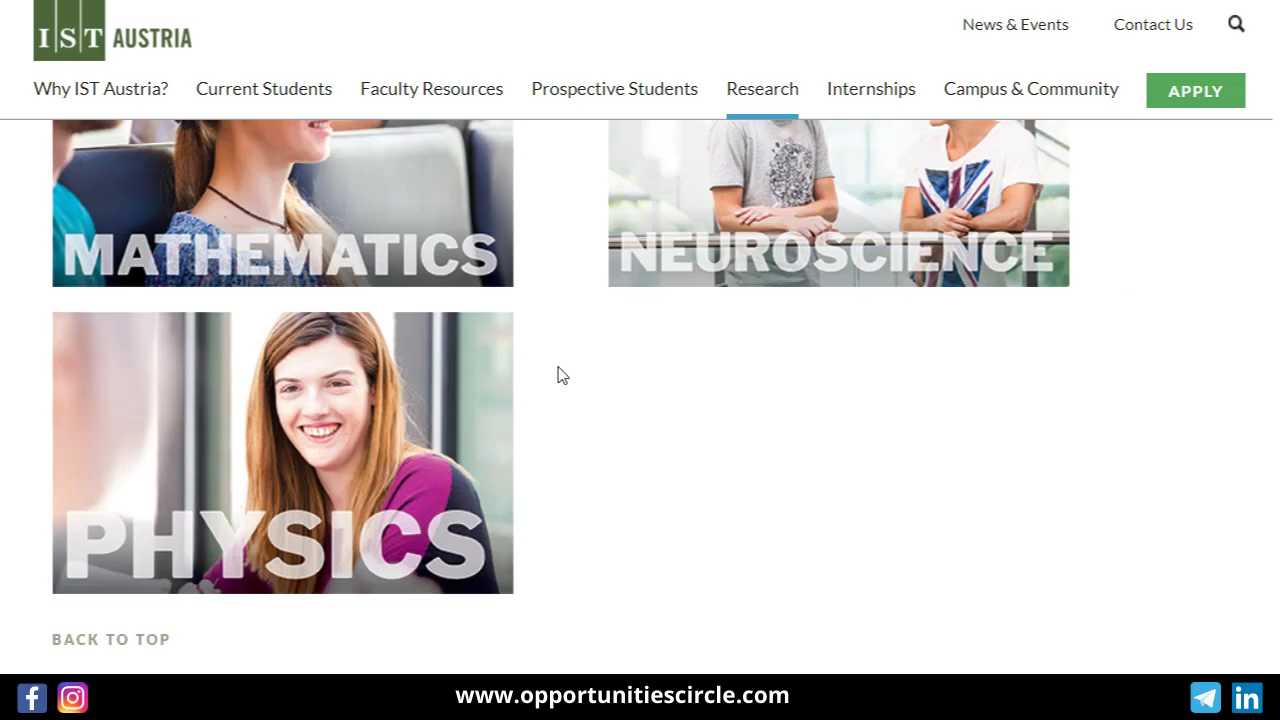 IST AUSTRIA
News & Events
Contact Us
Why IST Austria?
Current Students
Faculty Resources
Prospective Students
Research
Internships
Campus & Community
APPLY
MATHEMATICS
NEUROSCIENCE
PHYSICS
BACK TO TOP
www.opportunitiescircle.com